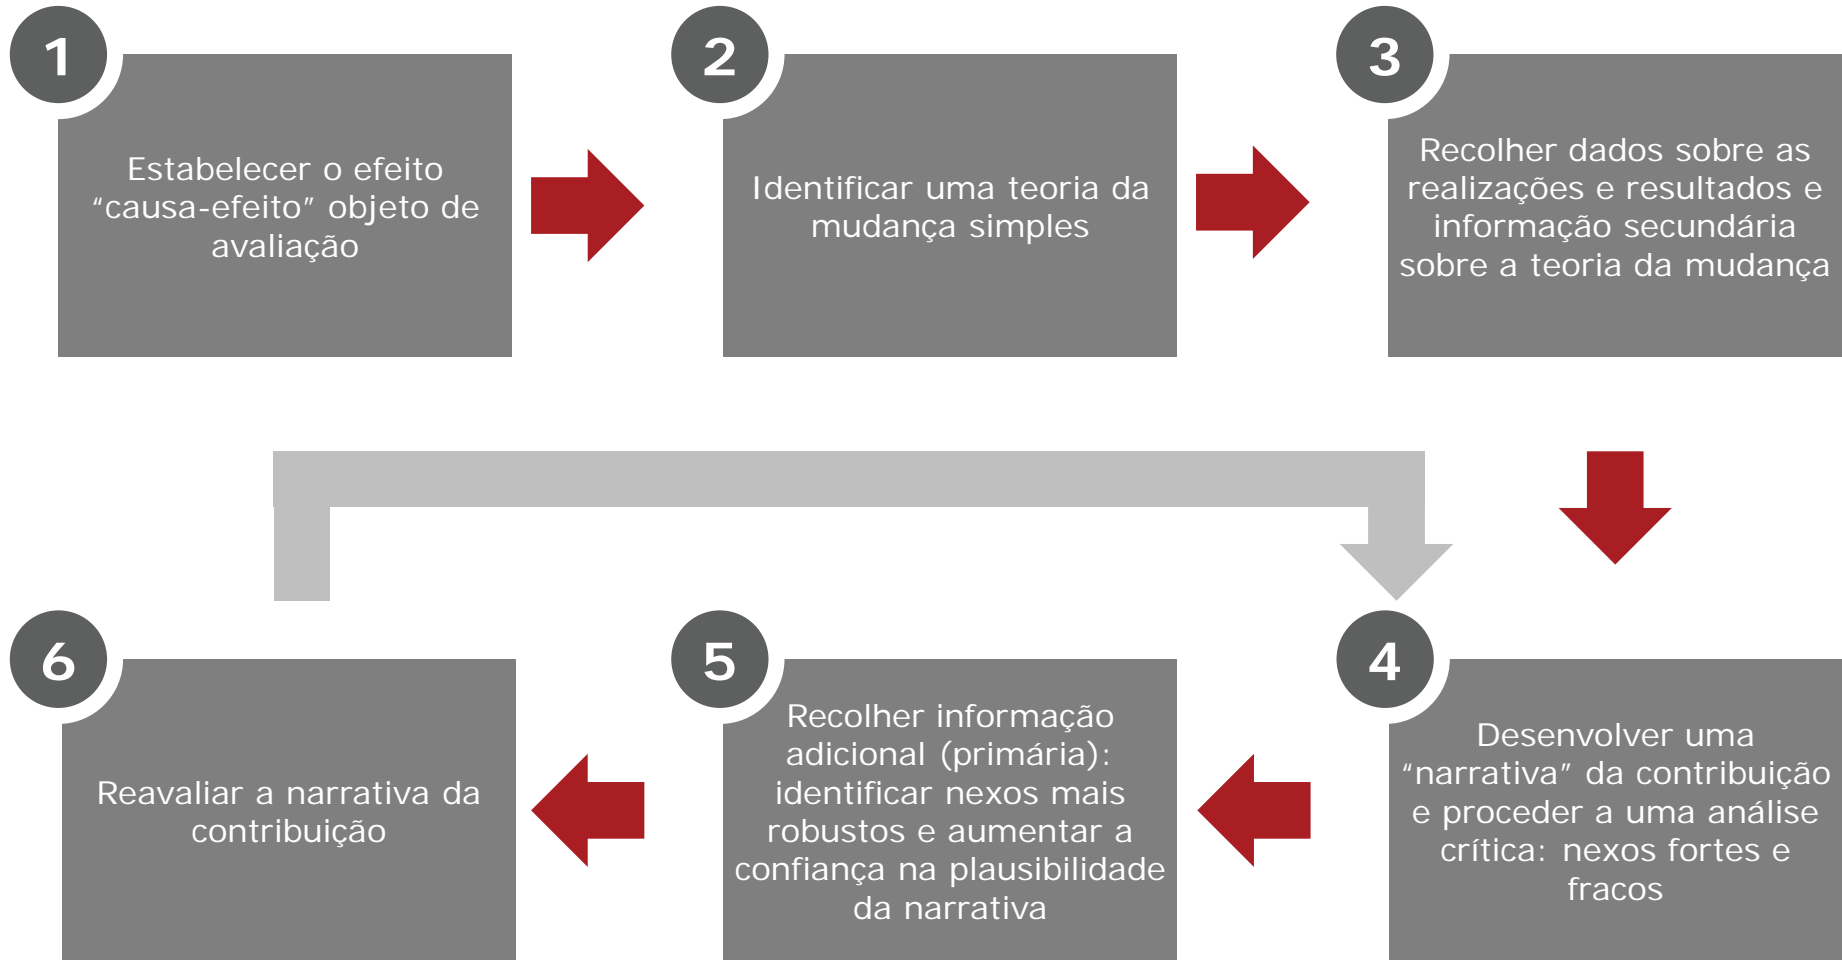 1
Estabelecer o efeito
“causa-efeito” objeto de
avaliação
2
Identificar uma teoria da
mudança simples
3
Recolher dados sobre as
realizações e resultados e
informação secundária
sobre a teoria da mudança
4
Desenvolver uma
“narrativa” da contribuição
e proceder a uma análise
crítica: nexos fortes e
fracos
5
Recolher informação
adicional (primária):
identificar nexos mais
robustos e aumentar a
confiança na plausibilidade
da narrativa
6
Reavaliar a narrativa da
contribuição